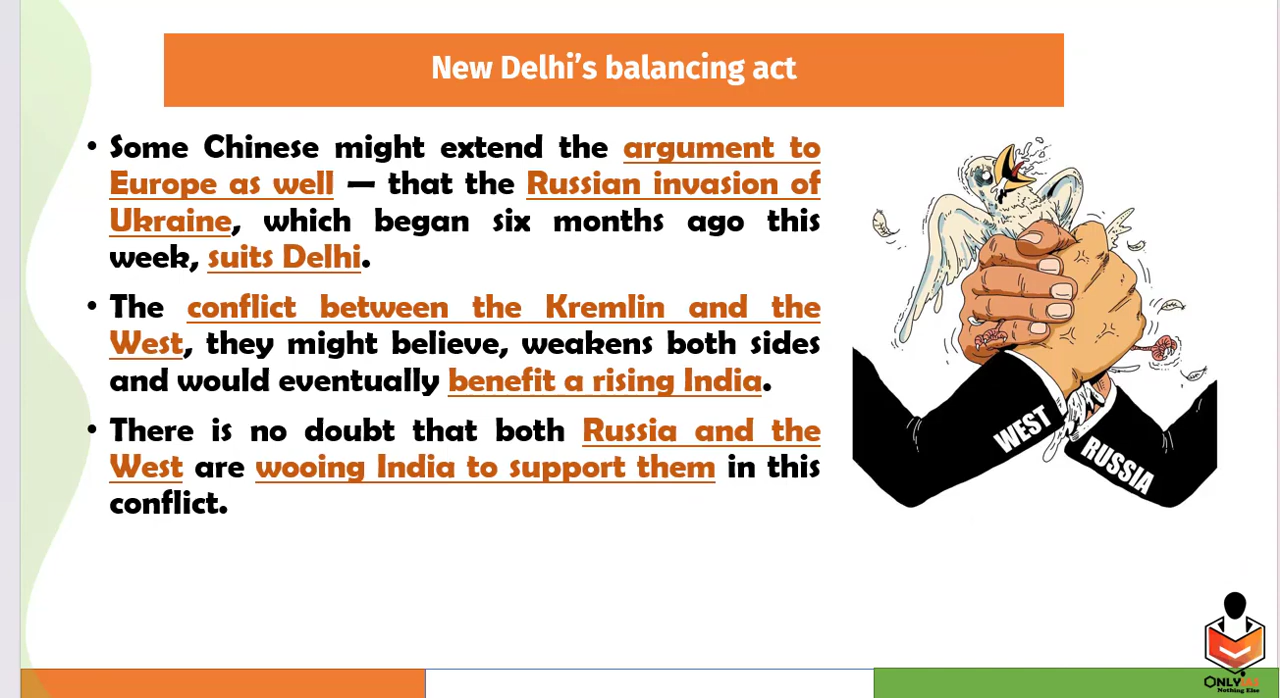 New Delhi’s balancing act
• Some Chinese might extend the argument to
Europe as well — that the Russian invasion of
Ukraine, which began six months ago this
week, suits Delhi.
• The conflict between the Kremlin and the
West, they might believe, weakens both sides
and would eventually benefit a rising India.
• There is no doubt that both Russia and the
West are wooing India to support them in this
conflict.
WEST
RUSSIA
ONLY
Nothing Else